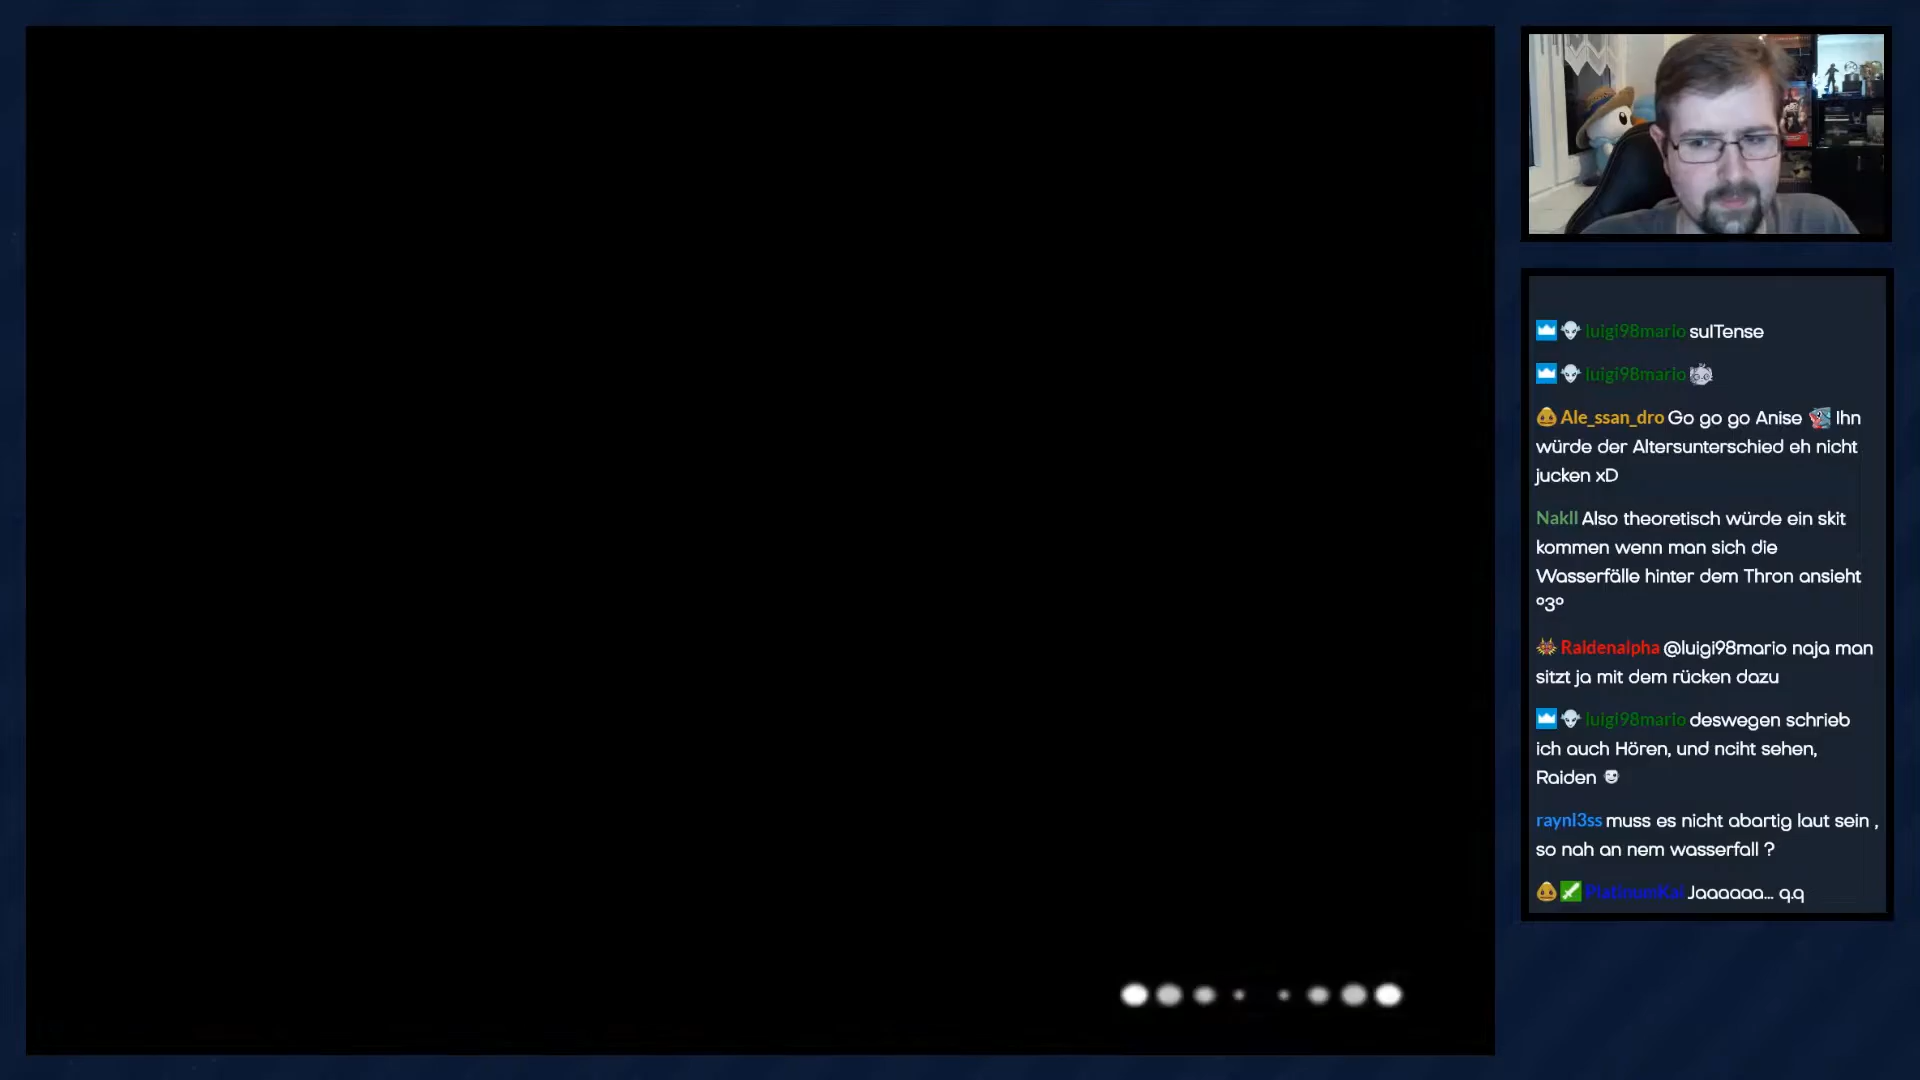 luigi98mario sulTense
luigi98mario
Ale_ssan_dro Go go go Anise Ihn
würde der Altersunterschied eh nicht
jucken xD
Nakll Also theoretisch würde ein skit
kommen wenn man sich die
Wasserfälle hinter dem Thron ansieht
°3°
Raidenalpha @luigi98mario naja man
sitzt ja mit dem rücken dazu
luigi98mario deswegen schrieb
ich auch Hören, und nciht sehen,
Raiden
raynl3ss muss es nicht abartig laut sein ,
so nah an nem wasserfall ?
PlatinumKai Jaaaaaa... q.q